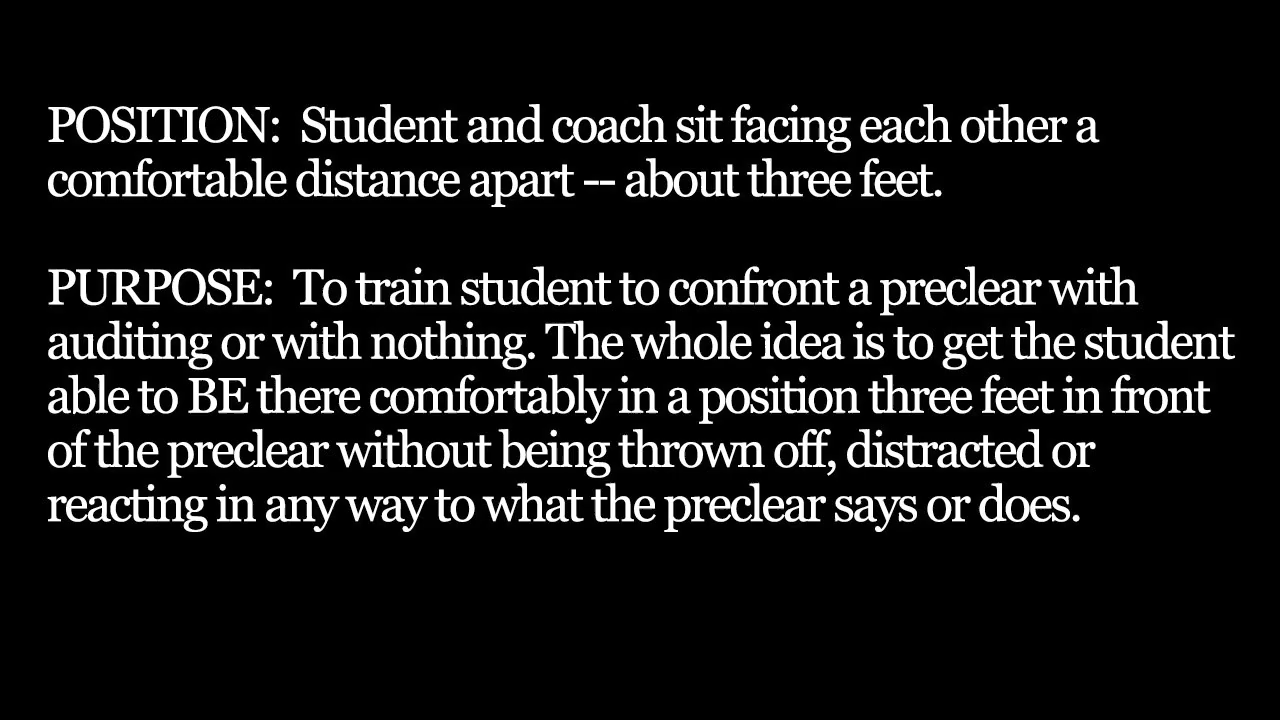 POSITION:  Student and coach sit facing each other a
comfortable distance apart -- about three feet.
PURPOSE:  To train student to confront a preclear with
auditing or with nothing. The whole idea is to get the student
able to BE there comfortably in a position three feet in front
of the preclear without being thrown off, distracted or
reacting in any way to what the preclear says or does.